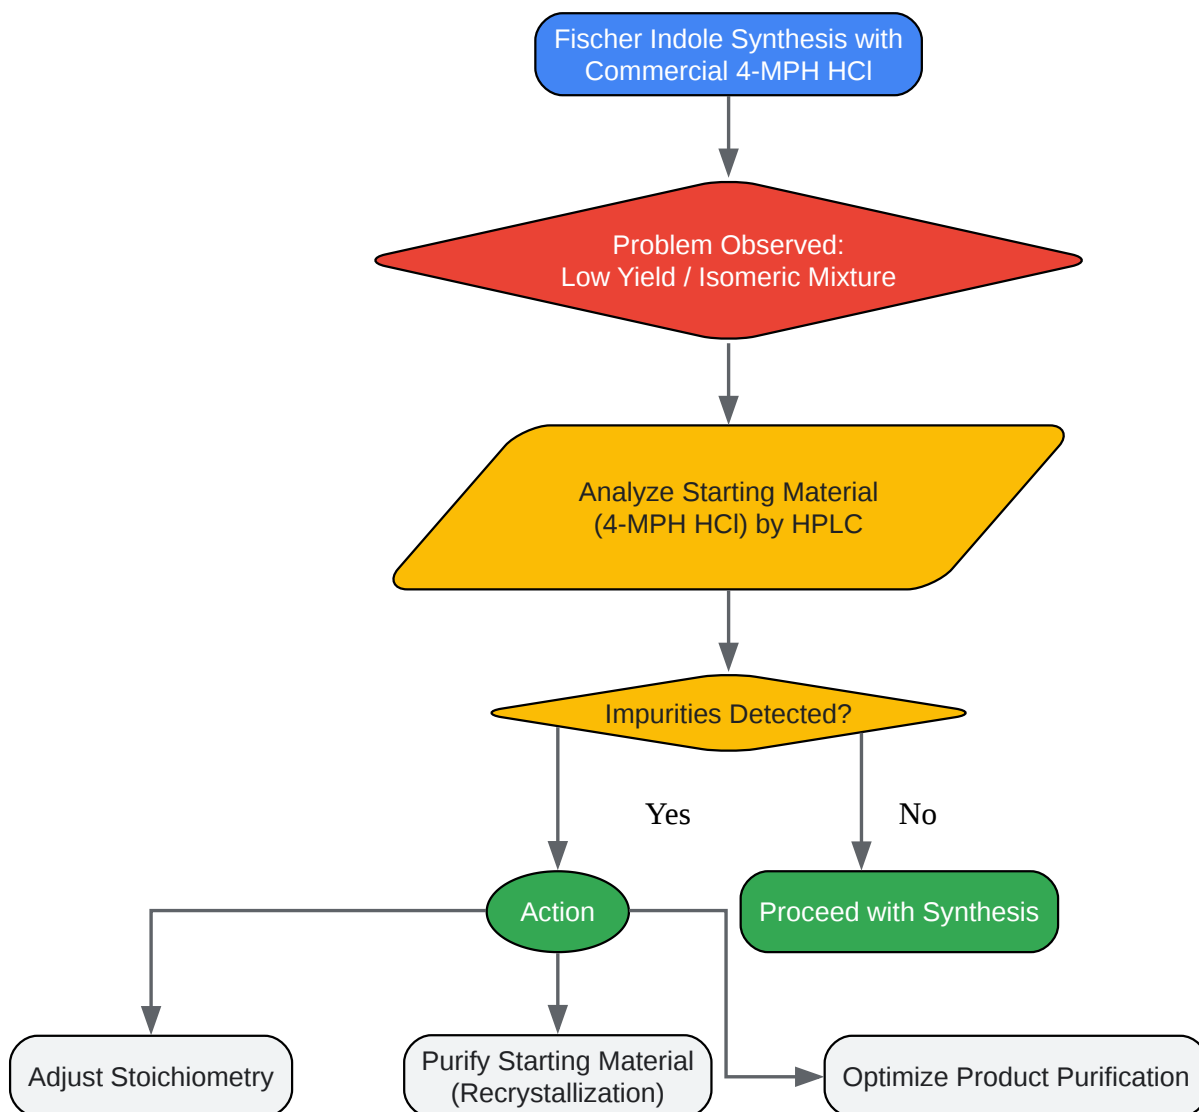 Fischer Indole Synthesis with
Commercial 4-MPH HCl
Problem Observed:
Low Yield / Isomeric Mixture
Analyze Starting Material
(4-MPH HCl) by HPLC
Impurities Detected?
Yes
No
Action
Proceed with Synthesis
Adjust Stoichiometry
Purify Starting Material
(Recrystallization)
Optimize Product Purification